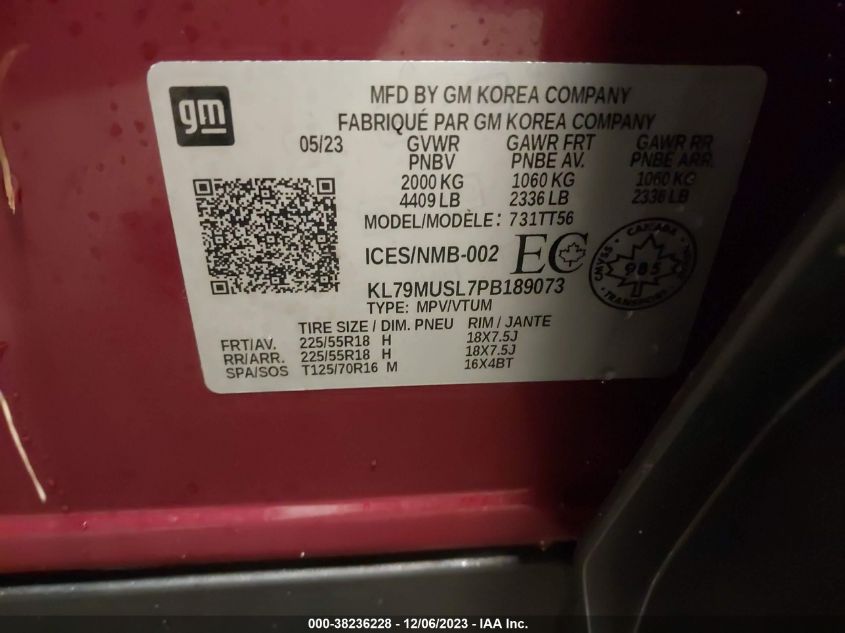 gm
MFD BY GM KOREA COMPANY
FABRIQUÉ PAR GM KOREA COMPANY
05/23 GVWR GAWR FRT GAWR RR
PNBV PNBE AV. PNBE ARR.
2000 KG 1060 KG 1060 KG
4409 LB 2336 LB 2336 LB
MODEL/MODÈLE: 731TT56
ICES/NMB-002 EC
CANADA
CMVSS 985 NSVAC
TRANSPORT
KL79MUSL7PB189073
TYPE: MPV/VTUM
TIRE SIZE / DIM. PNEU RIM / JANTE
FRT/AV. 225/55R18 H 18X7.5J
RR/ARR. 225/55R18 H 18X7.5J
SPA/SOS T125/70R16 M 16X4BT
000-38236228 - 12/06/2023 - IAA Inc.